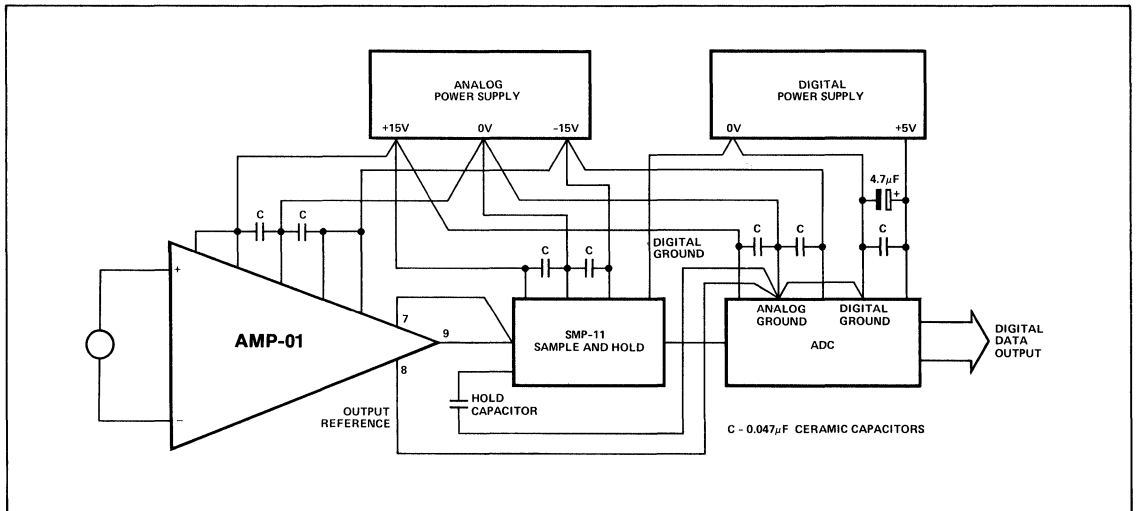 ANALOG
POWER SUPPLY
+15V
0V
-15V
DIGITAL
POWER SUPPLY
0V
+5V
4.7μF
+
C
C
C
C
C
C
C
DIGITAL
GROUND
+
-
AMP-01
7
9
8
SMP-11
SAMPLE AND HOLD
ANALOG
GROUND
DIGITAL
GROUND
ADC
DIGITAL
DATA
OUTPUT
HOLD
CAPACITOR
OUTPUT
REFERENCE
C - 0.047μF CERAMIC CAPACITORS